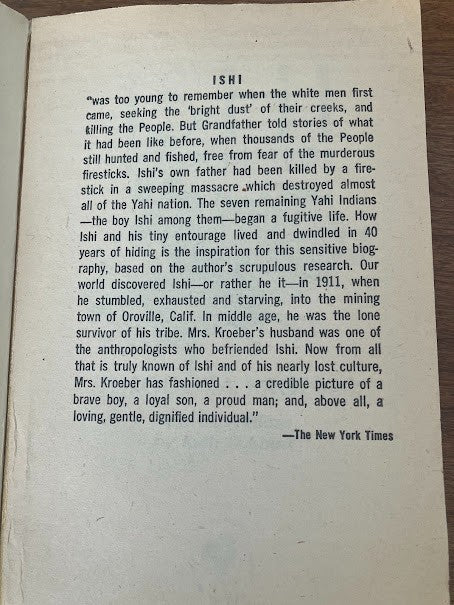 ISHI
"was too young to remember when the white men first
came, seeking the 'bright dust' of their creeks, and
killing the People. But Grandfather told stories of what
it had been like before, when thousands of the People
still hunted and fished, free from fear of the murderous
firesticks. Ishi's own father had been killed by a fire-
stick in a sweeping massacre which destroyed almost
all of the Yahi nation. The seven remaining Yahi Indians
—the boy Ishi among them—began a fugitive life. How
Ishi and his tiny entourage lived and dwindled in 40
years of hiding is the inspiration for this sensitive biog-
raphy, based on the author's scrupulous research. Our
world discovered Ishi—or rather he it—in 1911, when
he stumbled, exhausted and starving, into the mining
town of Oroville, Calif. In middle age, he was the lone
survivor of his tribe. Mrs. Kroeber's husband was one of
the anthropologists who befriended Ishi. Now from all
that is truly known of Ishi and of his nearly lost culture,
Mrs. Kroeber has fashioned . . . a credible picture of a
brave boy, a loyal son, a proud man; and, above all, a
loving, gentle, dignified individual."
—The New York Times